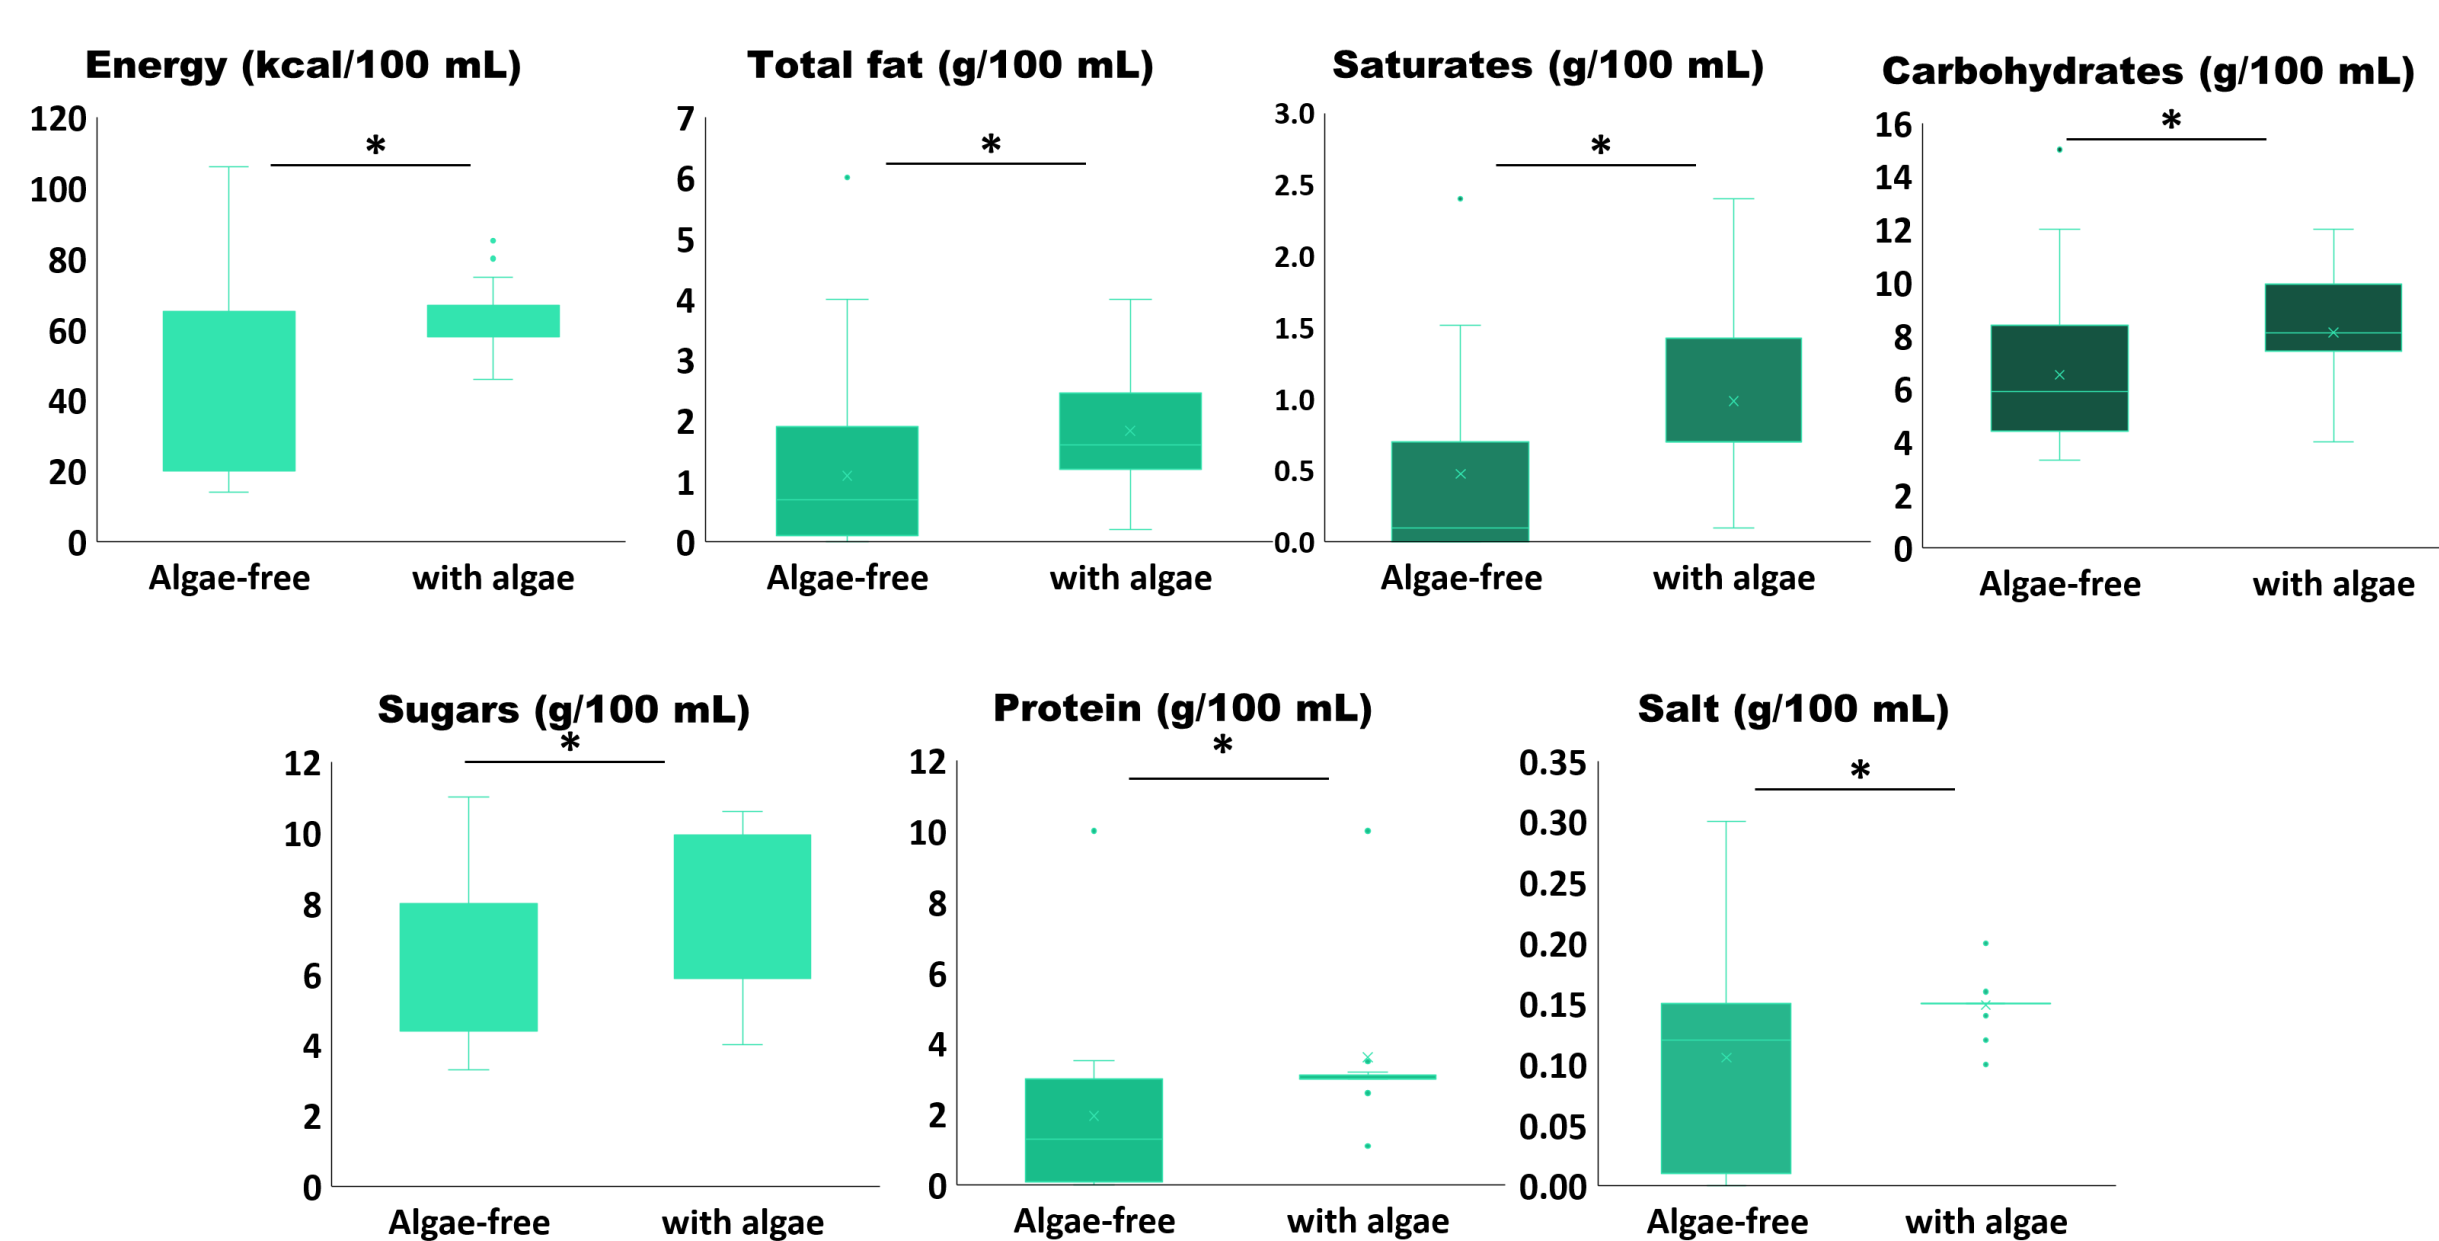 Energy (kcal/100 mL)
120
100
80
60
40
20
0
*
Algae-free
with algae
Total fat (g/100 mL)
7
6
5
4
3
2
1
0
*
Algae-free
with algae
Saturates (g/100 mL)
3.0
2.5
2.0
1.5
1.0
0.5
0.0
*
Algae-free
with algae
Carbohydrates (g/100 mL)
16
14
12
10
8
6
4
2
0
*
Algae-free
with algae
Sugars (g/100 mL)
12
10
8
6
4
2
0
*
Algae-free
with algae
Protein (g/100 mL)
12
10
8
6
4
2
0
*
Algae-free
with algae
Salt (g/100 mL)
0.35
0.30
0.25
0.20
0.15
0.10
0.05
0.00
*
Algae-free
with algae